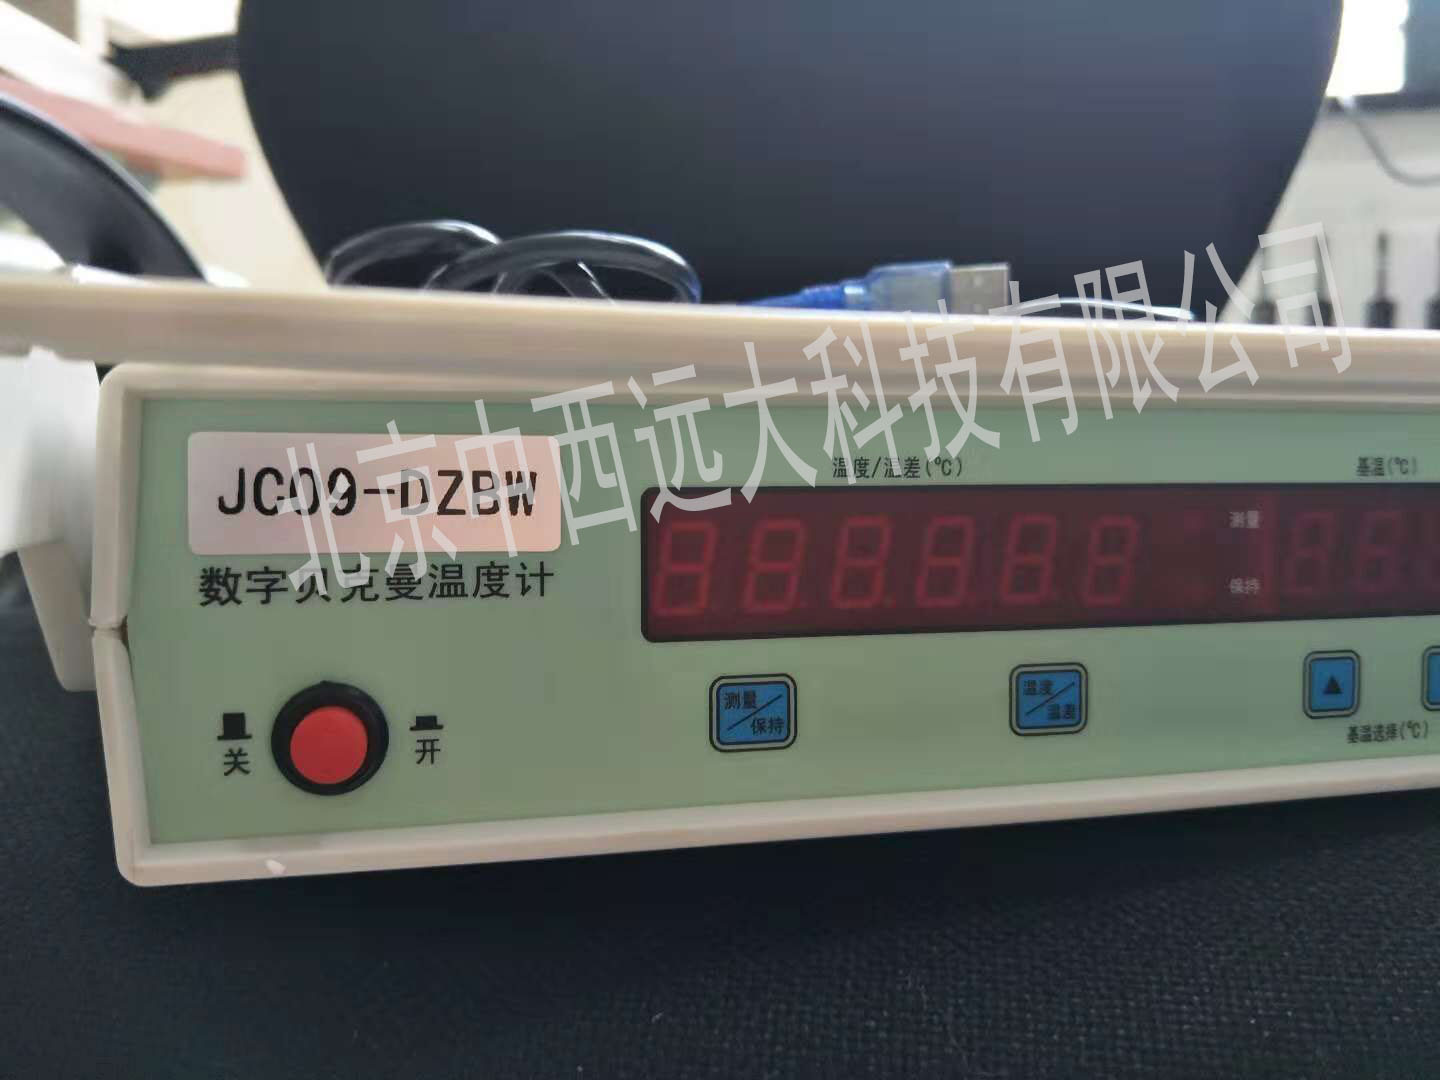 北京中西远大科技有限公司
JC09-DZBW
数字贝克曼温度计
温度/温差(℃)
基温(℃)
测量
保持
关
开
测量/保持
温度/温差
▲
基温选择(℃)